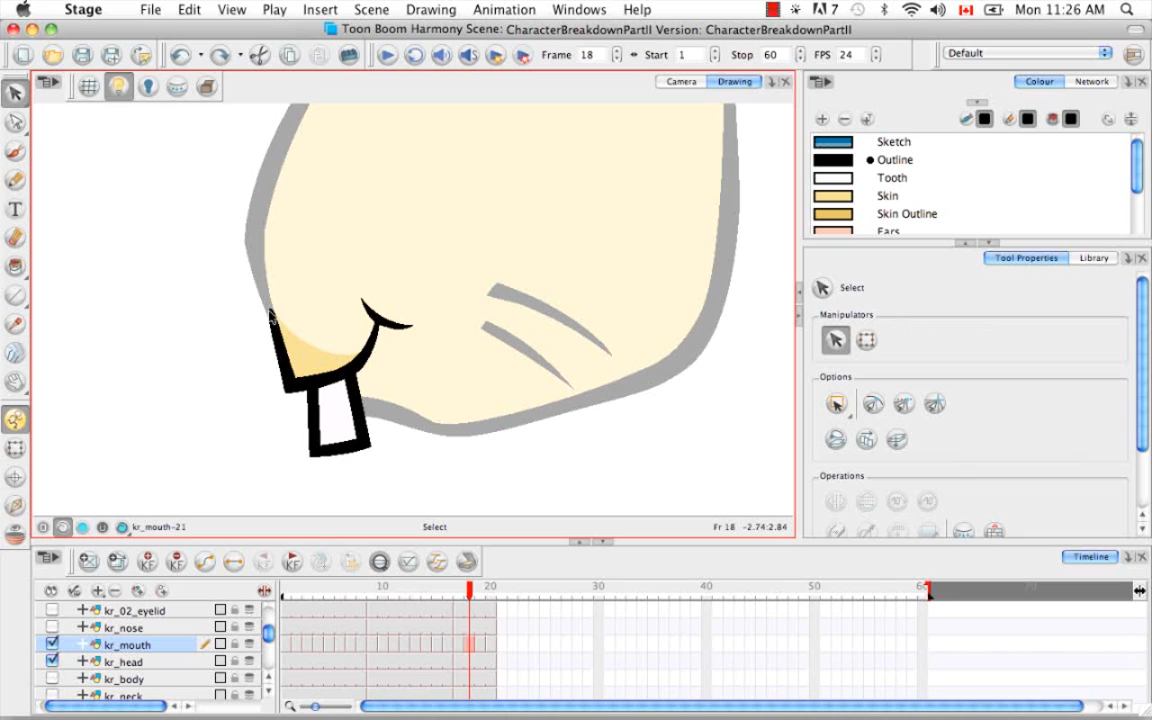 Stage File Edit View Play Insert Scene Drawing Animation Windows Help 7 Mon 11:26 AM
Toon Boom Harmony Scene: CharacterBreakdownPartII Version: CharacterBreakdownPartII
Frame 18 Start 1 Stop 60 FPS 24 Default
Camera Drawing Colour Network
Sketch
Outline
Tooth
Skin
Skin Outline
Ears
Tool Properties Library
Select
Manipulators
Options
Operations
kr_mouth-21 Select Fr 18 -2.74:2.84
Timeline
10 20 30 40 50 60 70
kr_02_eyelid
kr_nose
kr_mouth
kr_head
kr_body
kr_neck